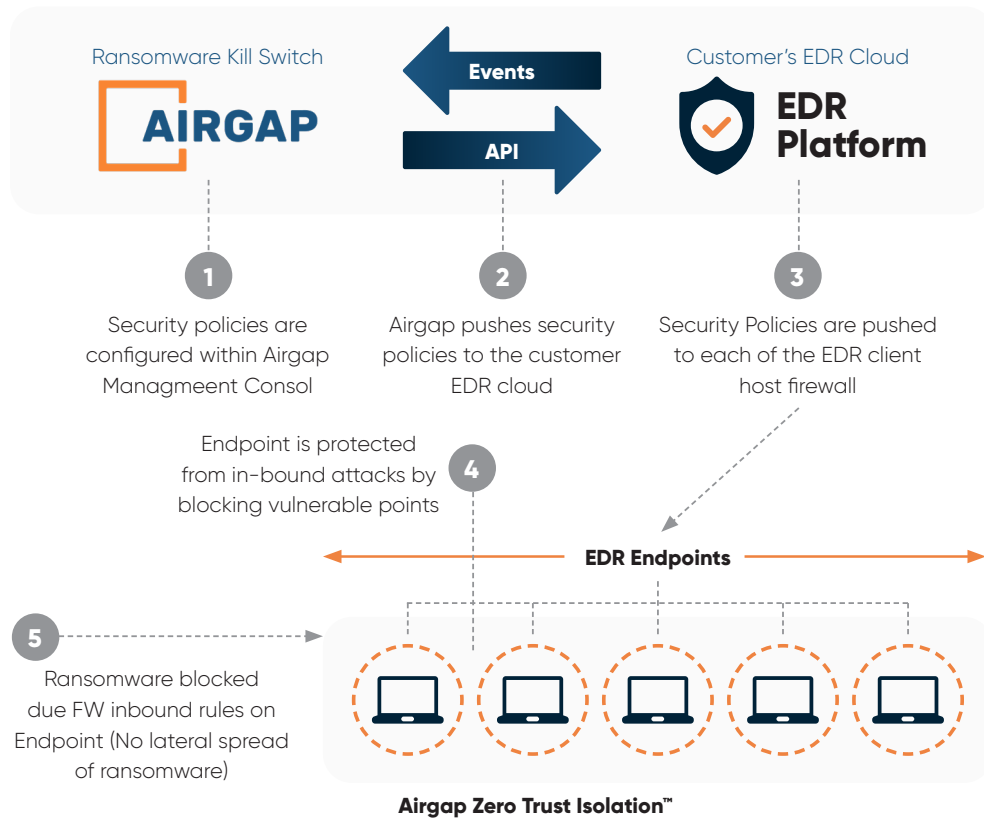 Ransomware Kill Switch
AIRGAP
Events
API
Customer's EDR Cloud
EDR
Platform
1
Security policies are
configured within Airgap
Managmeent Consol
2
Airgap pushes security
policies to the customer
EDR cloud
3
Security Policies are pushed
to each of the EDR client
host firewall
Endpoint is protected
from in-bound attacks by
blocking vulnerable points
4
EDR Endpoints
5
Ransomware blocked
due FW inbound rules on
Endpoint (No lateral spread
of ransomware)
Airgap Zero Trust Isolation™